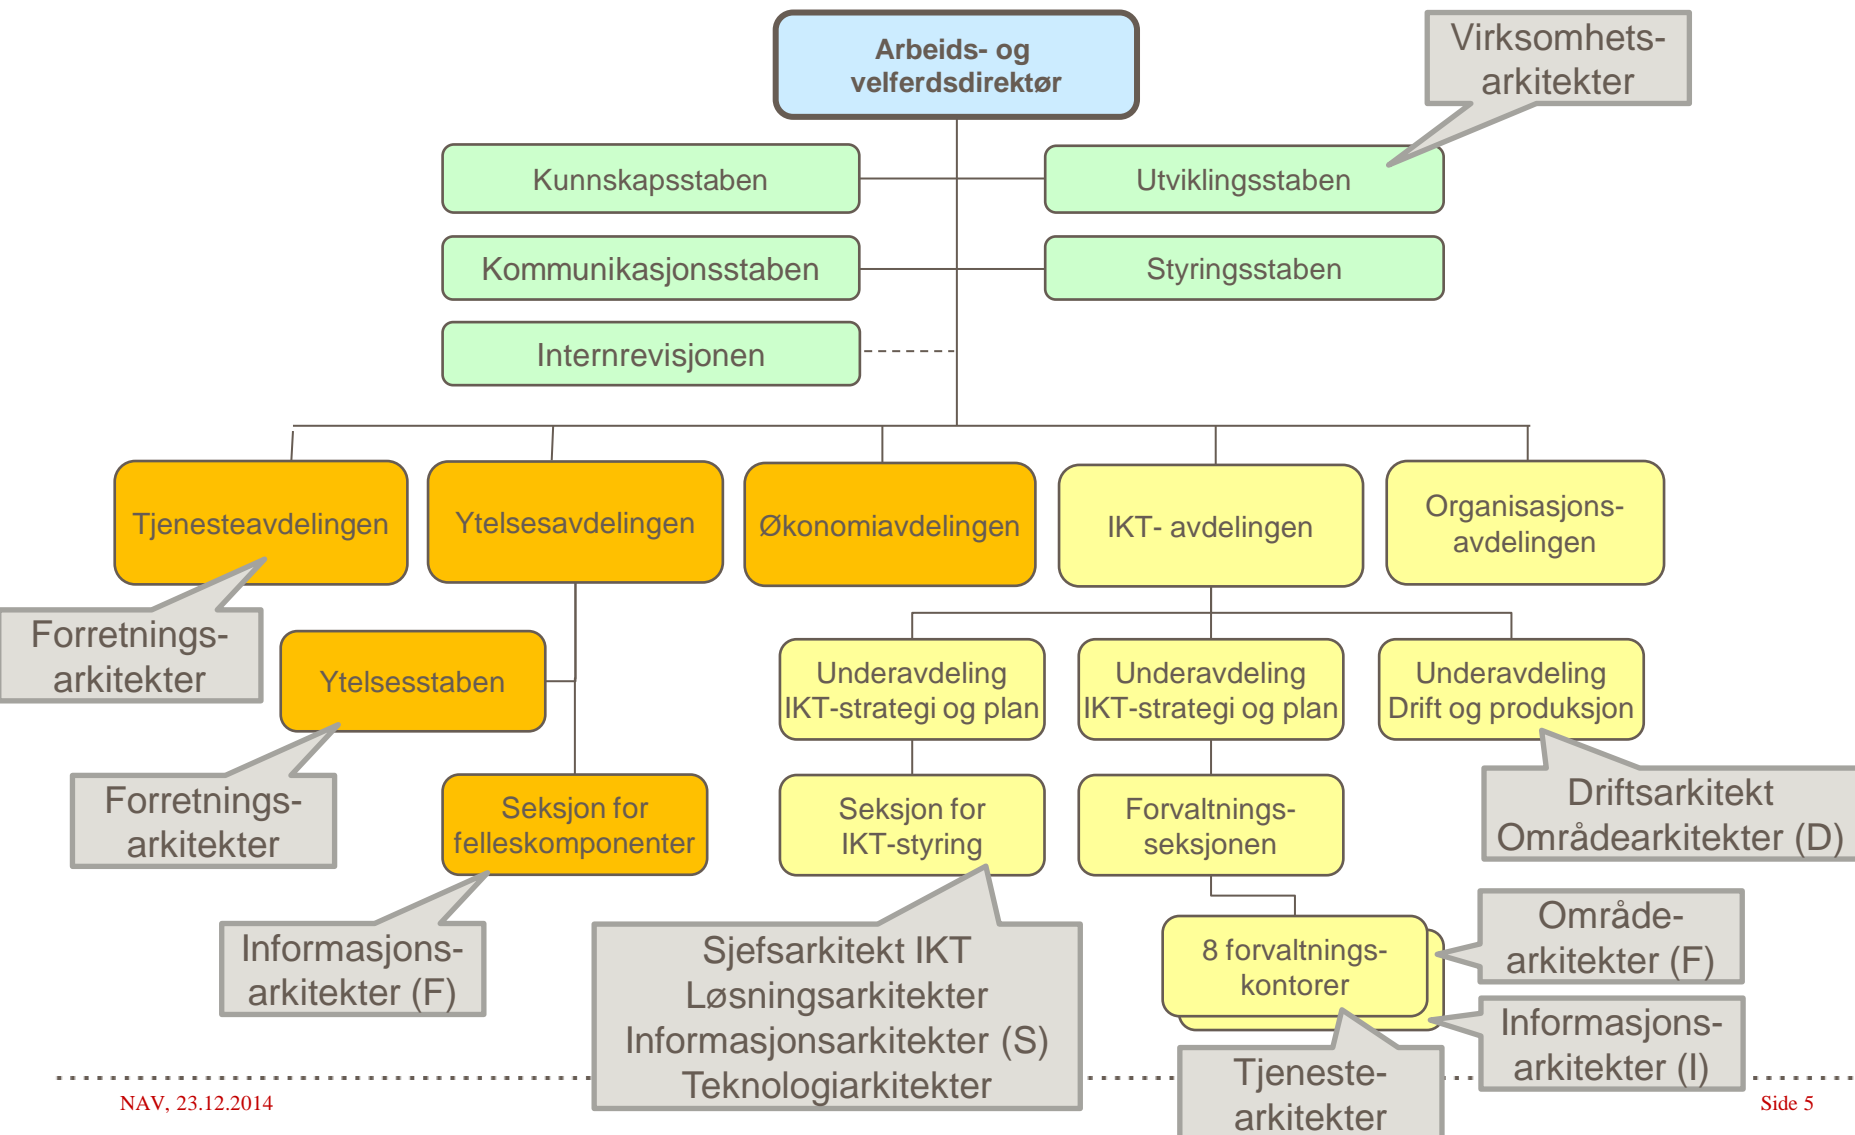 Arbeids- og
velferdsdirektør
Virksomhets-
arkitekter
Kunnskapsstaben
Utviklingsstaben
Kommunikasjonsstaben
Styringsstaben
Internrevisjonen
Tjenesteavdelingen
Ytelsesavdelingen
Økonomiavdelingen
IKT- avdelingen
Organisasjons-
avdelingen
Forretnings-
arkitekter
Ytelsesstaben
Underavdeling
IKT-strategi og plan
Underavdeling
IKT-strategi og plan
Underavdeling
Drift og produksjon
Forretnings-
arkitekter
Seksjon for
felleskomponenter
Seksjon for
IKT-styring
Forvaltnings-
seksjonen
Driftsarkitekt
Områdearkitekter (D)
Informasjons-
arkitekter (F)
Sjefsarkitekt IKT
Løsningsarkitekter
Informasjonsarkitekter (S)
Teknologiarkitekter
8 forvaltnings-
kontorer
Område-
arkitekter (F)
Informasjons-
arkitekter (I)
Tjeneste-
arkitekter
NAV, 23.12.2014
Side 5